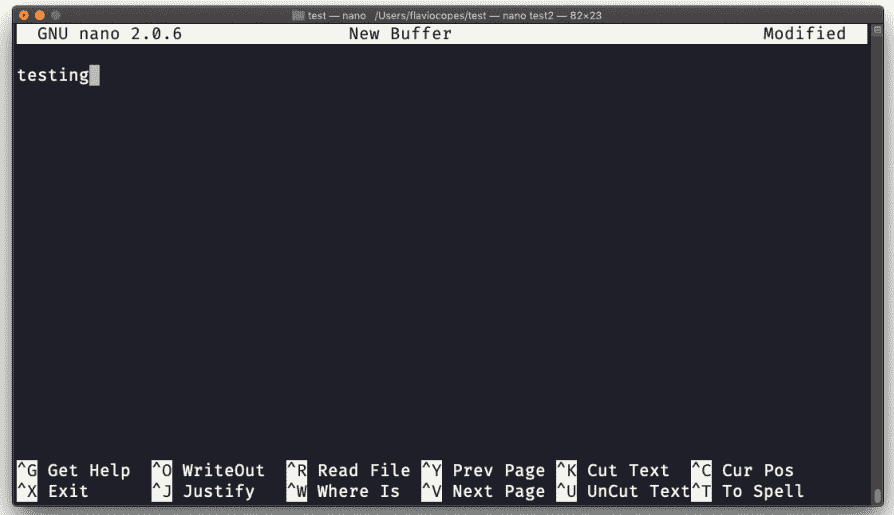 test — nano /Users/flaviocopes/test — nano test2 — 82×23
GNU nano 2.0.6 New Buffer Modified
testing
^G Get Help ^O WriteOut ^R Read File ^Y Prev Page ^K Cut Text ^C Cur Pos
^X Exit ^J Justify ^W Where Is ^V Next Page ^U UnCut Text ^T To Spell